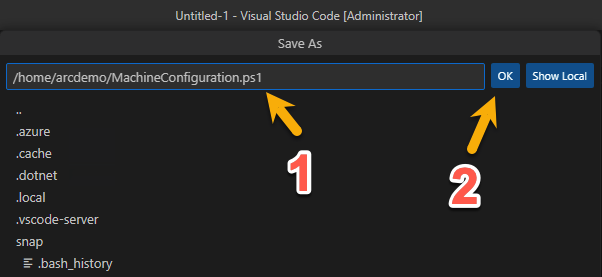 Untitled-1 - Visual Studio Code [Administrator]
Save As
/home/arcdemo/MachineConfiguration.ps1 OK Show Local
..
.azure
.cache
.dotnet
.local
.vscode-server
snap
.bash_history
1
2